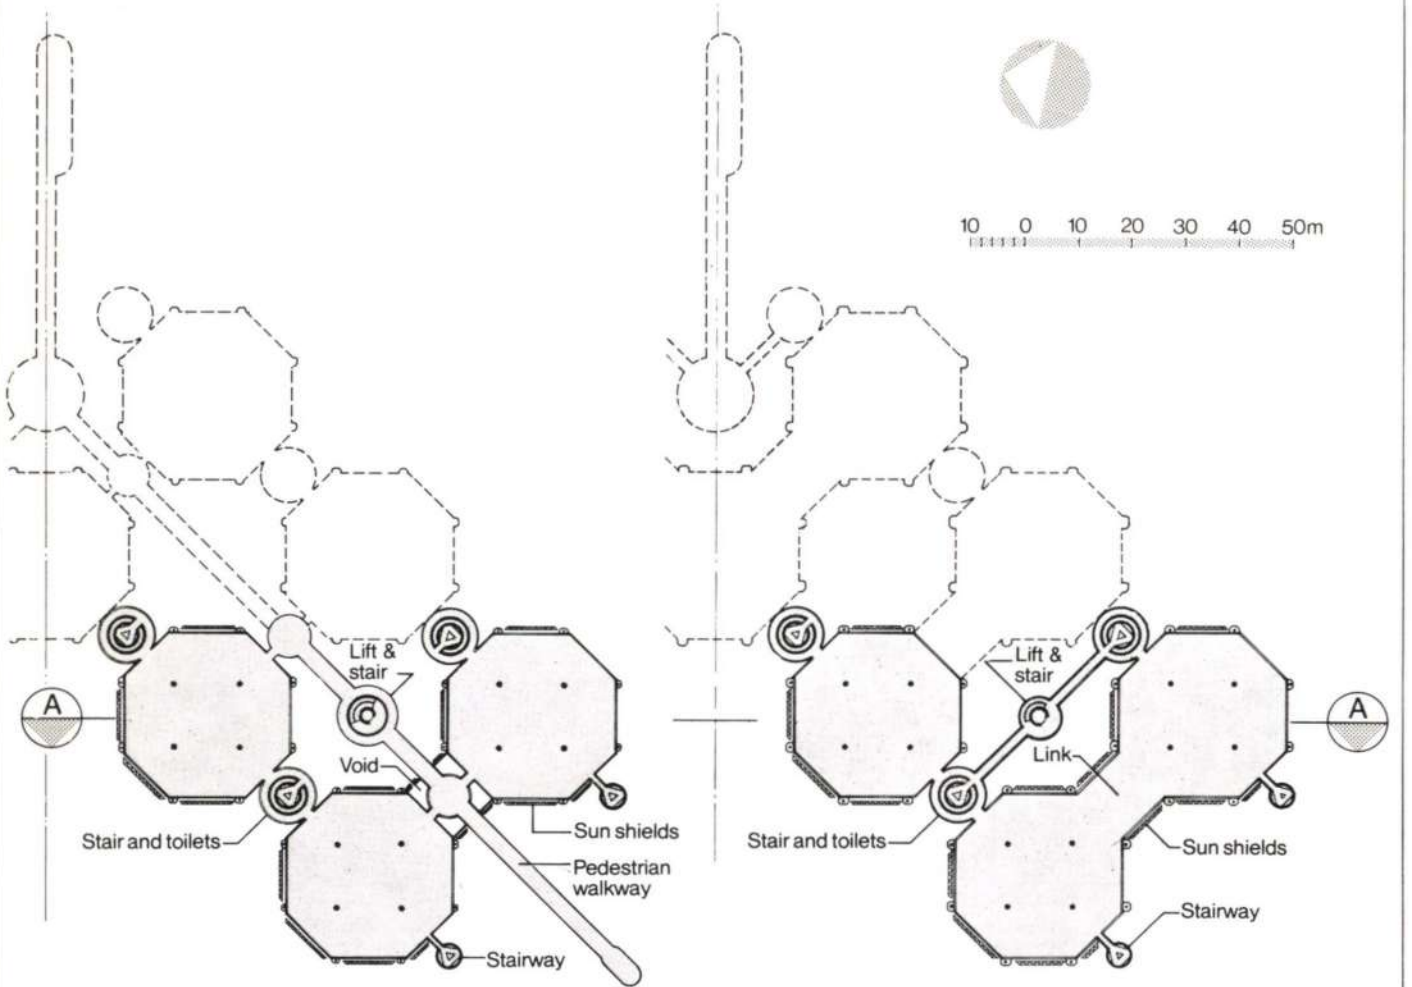 10 0 10 20 30 40 50m
Lift &
stair
A
Void
Stair and toilets
Sun shields
Pedestrian
walkway
Stairway
Lift &
stair
A
Link
Stair and toilets
Sun shields
Stairway